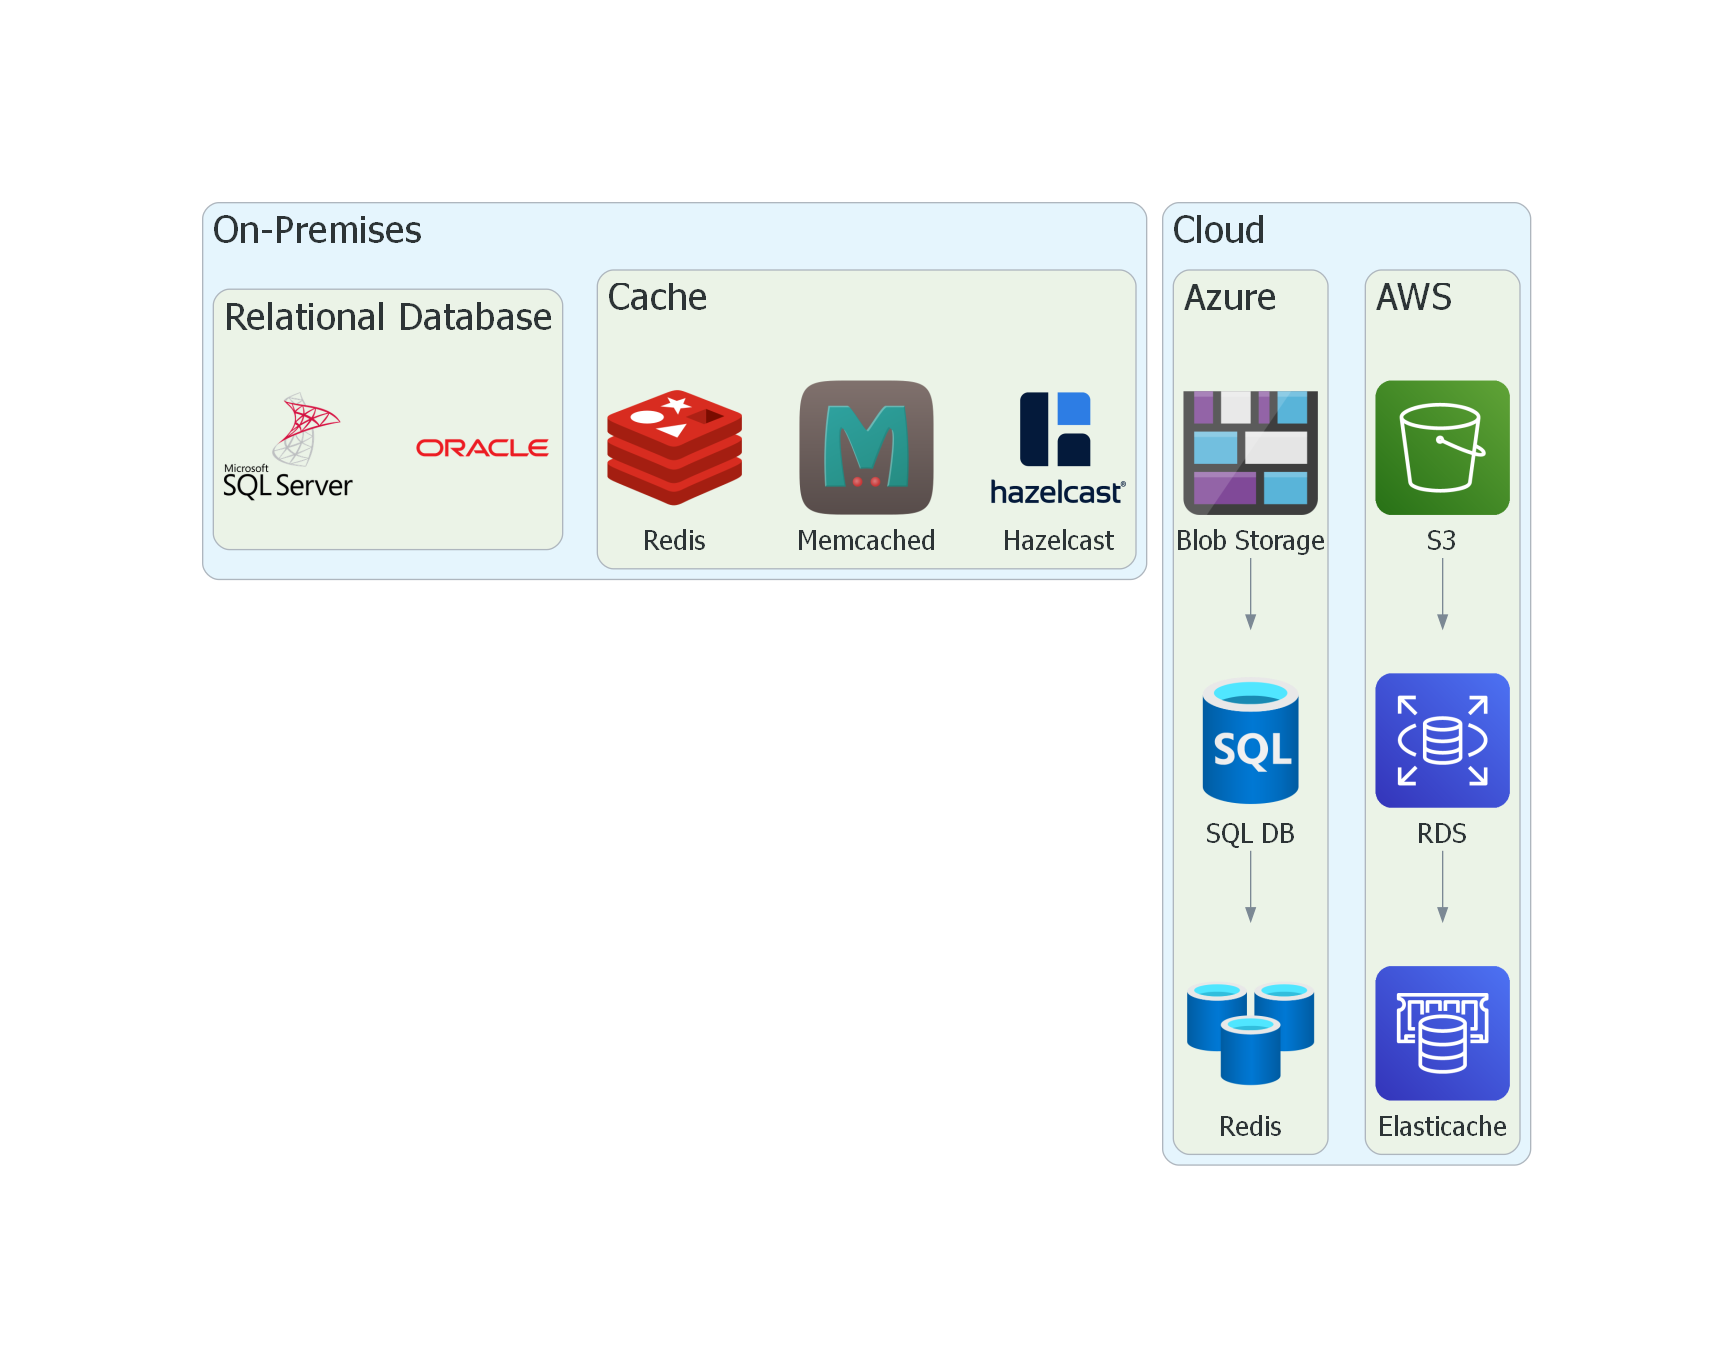 On-Premises
Relational Database
Microsoft
SQL Server
ORACLE
Cache
Redis
Memcached
hazelcast®
Hazelcast
Cloud
Azure
Blob Storage
SQL
SQL DB
Redis
AWS
S3
RDS
Elasticache